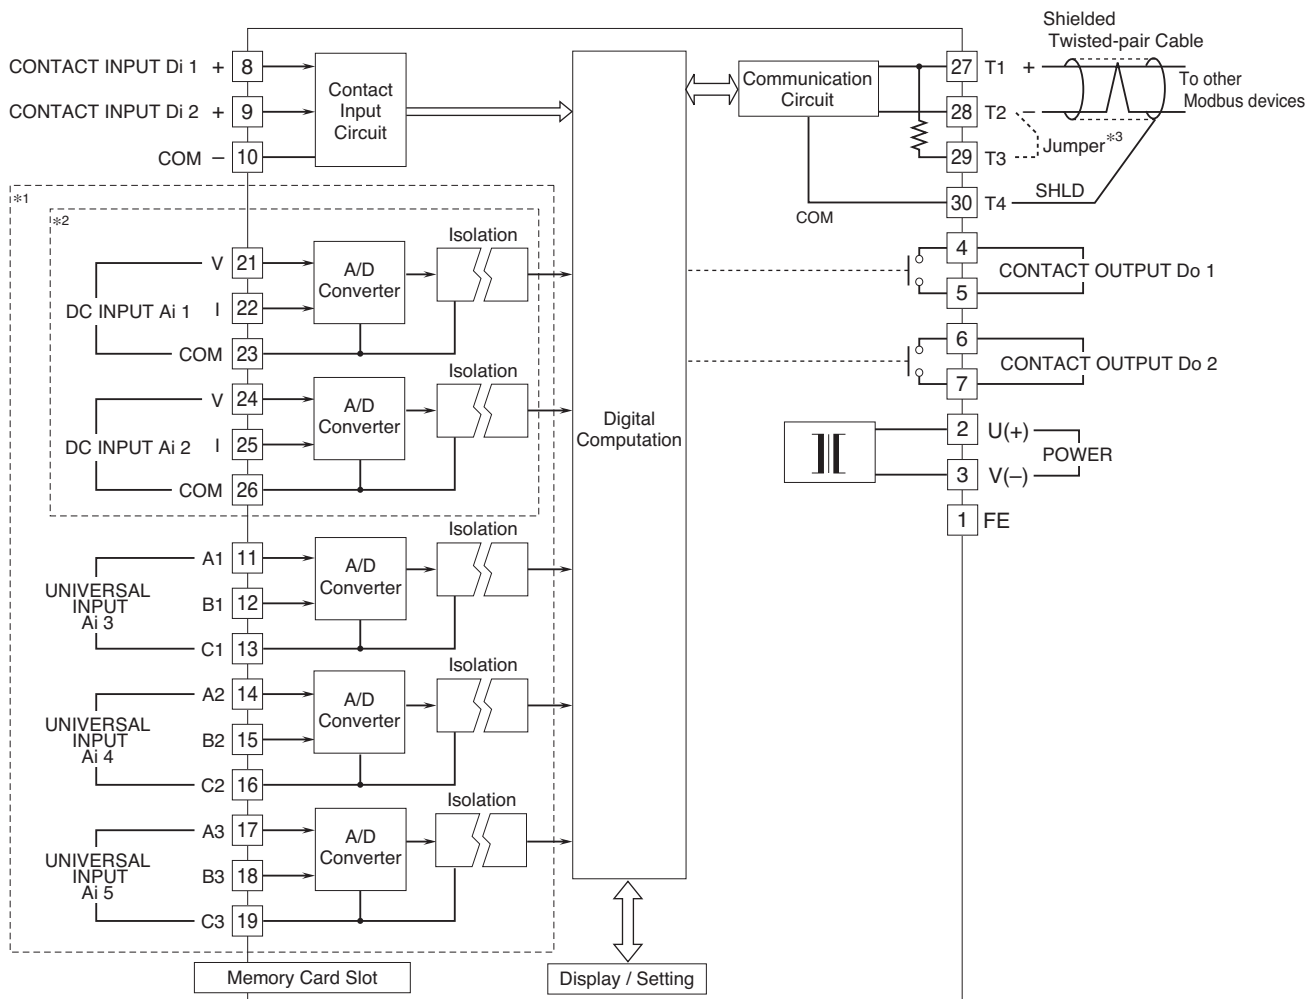 Shielded
Twisted-pair Cable
CONTACT INPUT Di 1 + 8
CONTACT INPUT Di 2 + 9
COM – 10
Contact
Input
Circuit
Communication
Circuit
27 T1 +
28 T2 –
29 T3
30 T4
To other
Modbus devices
Jumper*3
SHLD
COM
*1
*2
Isolation
V 21
DC INPUT Ai 1 I 22
COM 23
A/D
Converter
Isolation
V 24
DC INPUT Ai 2 I 25
COM 26
A/D
Converter
Isolation
A1 11
UNIVERSAL
INPUT
Ai 3
B1 12
C1 13
A/D
Converter
Isolation
A2 14
UNIVERSAL
INPUT
Ai 4
B2 15
C2 16
A/D
Converter
Isolation
A3 17
UNIVERSAL
INPUT
Ai 5
B3 18
C3 19
A/D
Converter
Digital
Computation
4
CONTACT OUTPUT Do 1
5
6
CONTACT OUTPUT Do 2
7
2 U(+)
POWER
3 V(–)
1 FE
Memory Card Slot
Display / Setting